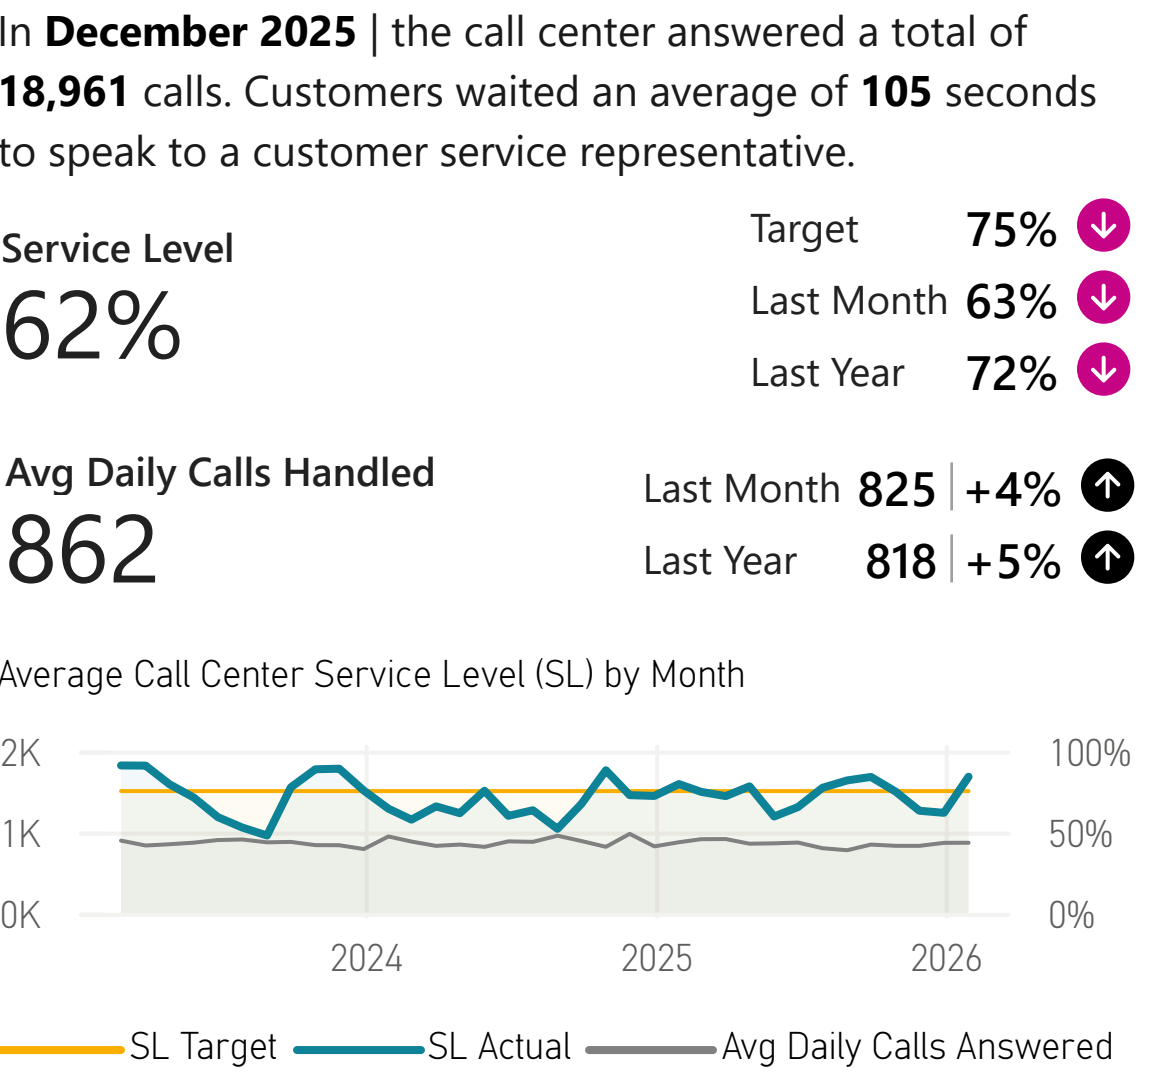 In December 2025 | the call center answered a total of
18,961 calls. Customers waited an average of 105 seconds
to speak to a customer service representative.
Service Level
62%
Target 75%
Last Month 63%
Last Year 72%
Avg Daily Calls Handled
862
Last Month 825 | +4%
Last Year 818 | +5%
Average Call Center Service Level (SL) by Month
2K 100%
1K 50%
0K 0%
2024 2025 2026
SL Target SL Actual Avg Daily Calls Answered